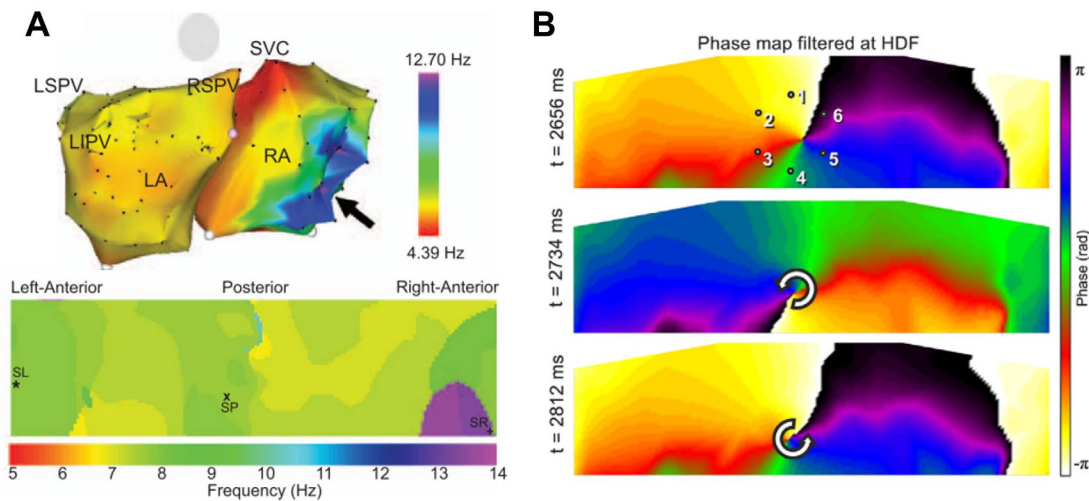 A
SVC
LSPV
RSPV
LIPV
LA
RA
12.70 Hz
4.39 Hz
Left-Anterior
Posterior
Right-Anterior
SL
*
x
SP
SR
+
5 6 7 8 9 10 11 12 13 14
Frequency (Hz)
B
Phase map filtered at HDF
t = 2656 ms
1
2
3
4
5
6
t = 2734 ms
t = 2812 ms
π
Phase (rad)
-π